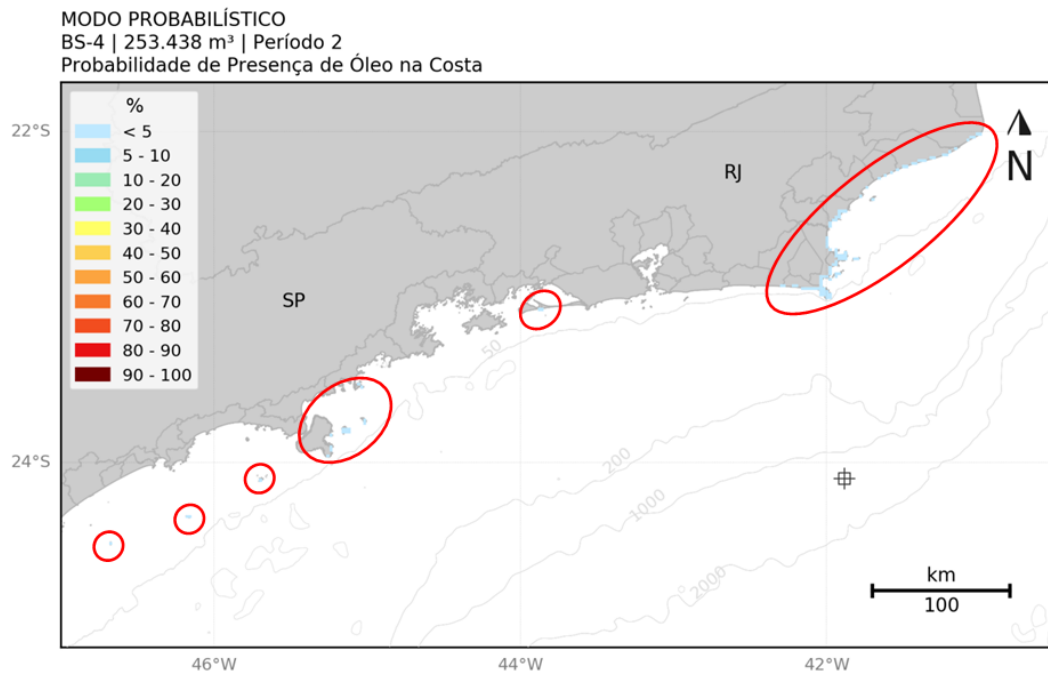 MODO PROBABILÍSTICO
BS-4 | 253.438 m³ | Período 2
Probabilidade de Presença de Óleo na Costa
%
< 5
5 - 10
10 - 20
20 - 30
30 - 40
40 - 50
50 - 60
60 - 70
70 - 80
80 - 90
90 - 100
22°S
24°S
RJ
SP
N
50
200
1000
2000
km
100
46°W
44°W
42°W